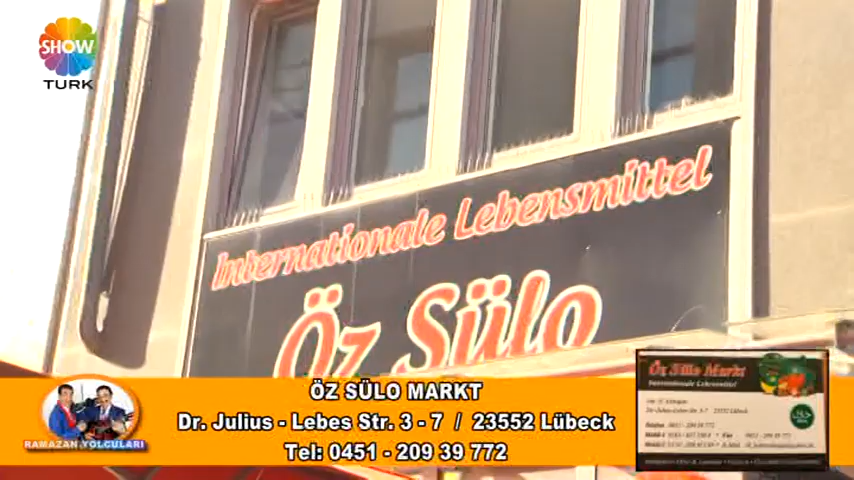 SHOW
TURK
Internationale Lebensmittel
Öz Sülo
RAMAZAN YOLCULARI
ÖZ SÜLO MARKT
Dr. Julius - Lebes Str. 3 - 7 / 23552 Lübeck
Tel: 0451 - 209 39 772
Öz Sülo Markt
Internationale Lebensmittel